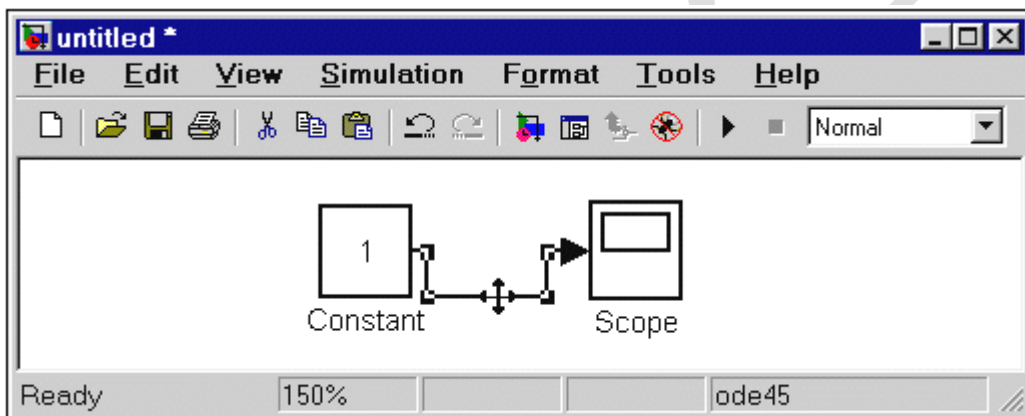 untitled *
File Edit View Simulation Format Tools Help
Normal
1
Constant Scope
Ready 150% ode45